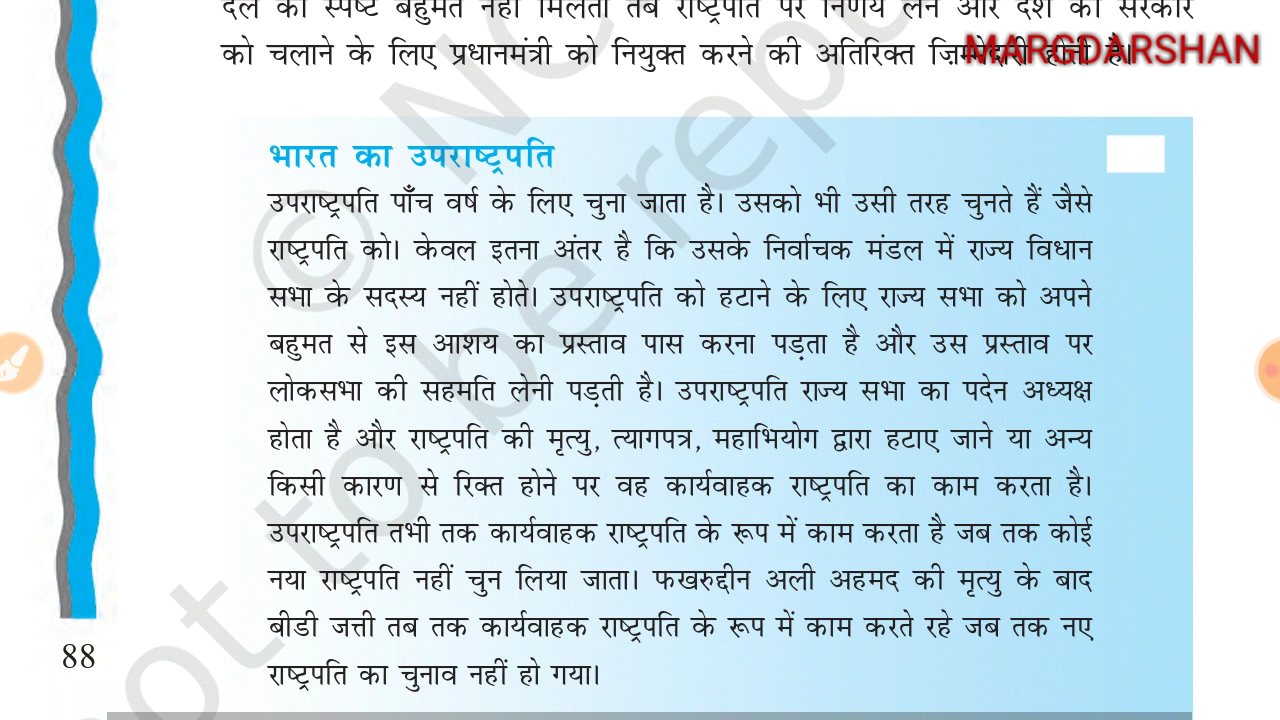 दल को स्पष्ट बहुमत नहीं मिलता तब राष्ट्रपति पर निर्णय लेने और देश की सरकार
को चलाने के लिए प्रधानमंत्री को नियुक्त करने की अतिरिक्त ज़िम्मेदारी होती है।
MARGDARSHAN
भारत का उपराष्ट्रपति
उपराष्ट्रपति पाँच वर्ष के लिए चुना जाता है। उसको भी उसी तरह चुनते हैं जैसे
राष्ट्रपति को। केवल इतना अंतर है कि उसके निर्वाचक मंडल में राज्य विधान
सभा के सदस्य नहीं होते। उपराष्ट्रपति को हटाने के लिए राज्य सभा को अपने
बहुमत से इस आशय का प्रस्ताव पास करना पड़ता है और उस प्रस्ताव पर
लोकसभा की सहमति लेनी पड़ती है। उपराष्ट्रपति राज्य सभा का पदेन अध्यक्ष
होता है और राष्ट्रपति की मृत्यु, त्यागपत्र, महाभियोग द्वारा हटाए जाने या अन्य
किसी कारण से रिक्त होने पर वह कार्यवाहक राष्ट्रपति का काम करता है।
उपराष्ट्रपति तभी तक कार्यवाहक राष्ट्रपति के रूप में काम करता है जब तक कोई
नया राष्ट्रपति नहीं चुन लिया जाता। फखरुद्दीन अली अहमद की मृत्यु के बाद
बीडी जत्ती तब तक कार्यवाहक राष्ट्रपति के रूप में काम करते रहे जब तक नए
राष्ट्रपति का चुनाव नहीं हो गया।
88
© NC
not to be repu